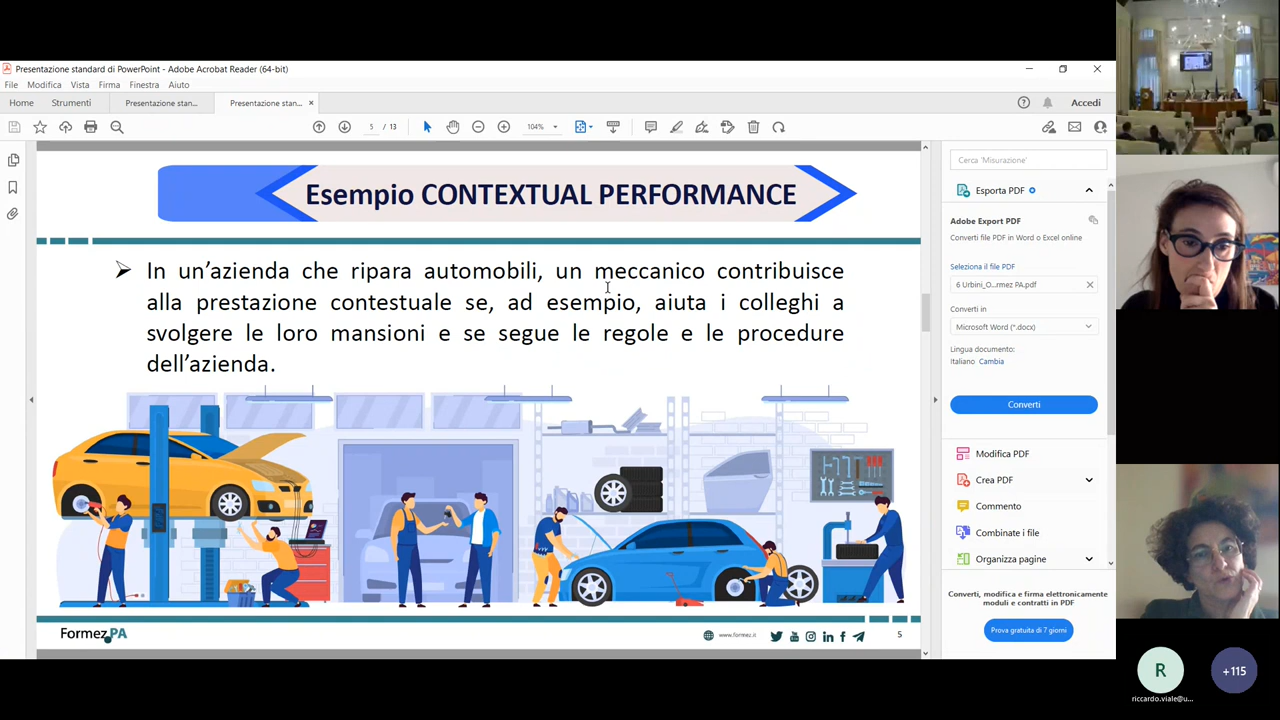 Presentazione standard di PowerPoint - Adobe Acrobat Reader (64-bit)
File Modifica Vista Firma Finestra Aiuto
Home Strumenti Presentazione stan... Presentazione stan... × Accedi
5 / 13 104%
Esempio CONTEXTUAL PERFORMANCE
In un’azienda che ripara automobili, un meccanico contribuisce
alla prestazione contestuale se, ad esempio, aiuta i colleghi a
svolgere le loro mansioni e se segue le regole e le procedure
dell’azienda.
FormezPA
www.formez.it
5
Cerca 'Misurazione'
Esporta PDF
Adobe Export PDF
Converti file PDF in Word o Excel online
Seleziona il file PDF
6 Urbini_O...rmez PA.pdf
Converti in
Microsoft Word (*.docx)
Lingua documento:
Italiano Cambia
Converti
Modifica PDF
Crea PDF
Commento
Combinate i file
Organizza pagine
Converti, modifica e firma elettronicamente
moduli e contratti in PDF
Prova gratuita di 7 giorni
R
+115
riccardo.viale@u...